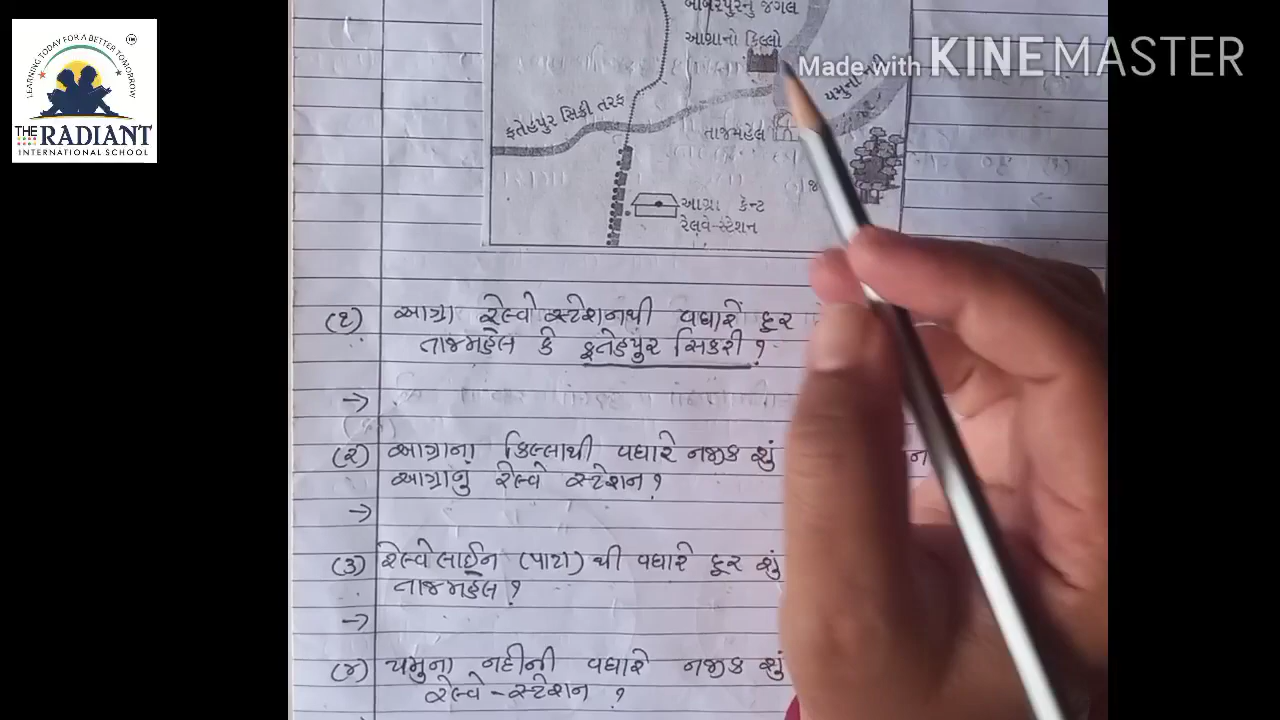 LEARNING TODAY FOR A BETTER TOMORROW
THE RADIANT
INTERNATIONAL SCHOOL
Made with KINEMASTER
બાબરપુરનું જંગલ
આગ્રાનો કિલ્લો
ફતેહપુર સિક્રી તરફ
તાજમહેલ
આગ્રા કેન્ટ
રેલવે-સ્ટેશન
(૧) આગ્રા રેલ્વે સ્ટેશનથી વધારે દૂર
તાજમહેલ કે ફતેહપુર સિકરી ?
→
(૨) આગ્રાના કિલ્લાથી વધારે નજીક શું
આગ્રાનું રેલ્વે સ્ટેશન ?
→
(૩) રેલ્વેલાઈન (પાટા) થી વધારે દૂર શું
તાજમહેલ ?
→
(૪) યમુના નદીની વધારે નજીક શું
રેલ્વે - સ્ટેશન ?